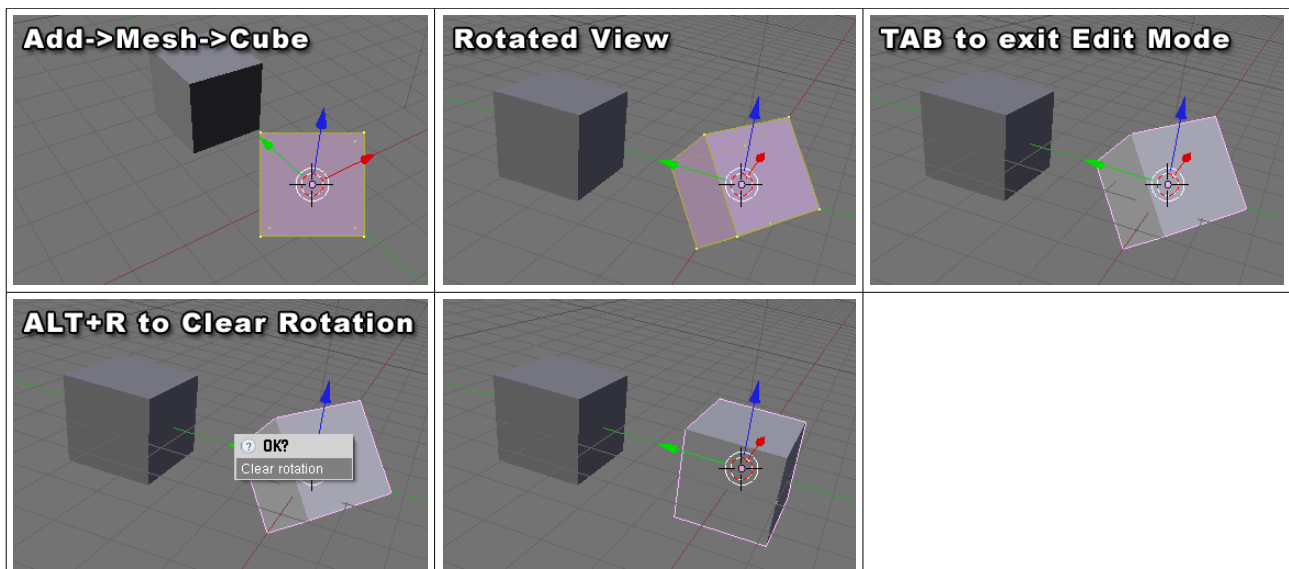 Add->Mesh->Cube
Rotated View
TAB to exit Edit Mode
ALT+R to Clear Rotation
? OK?
Clear rotation